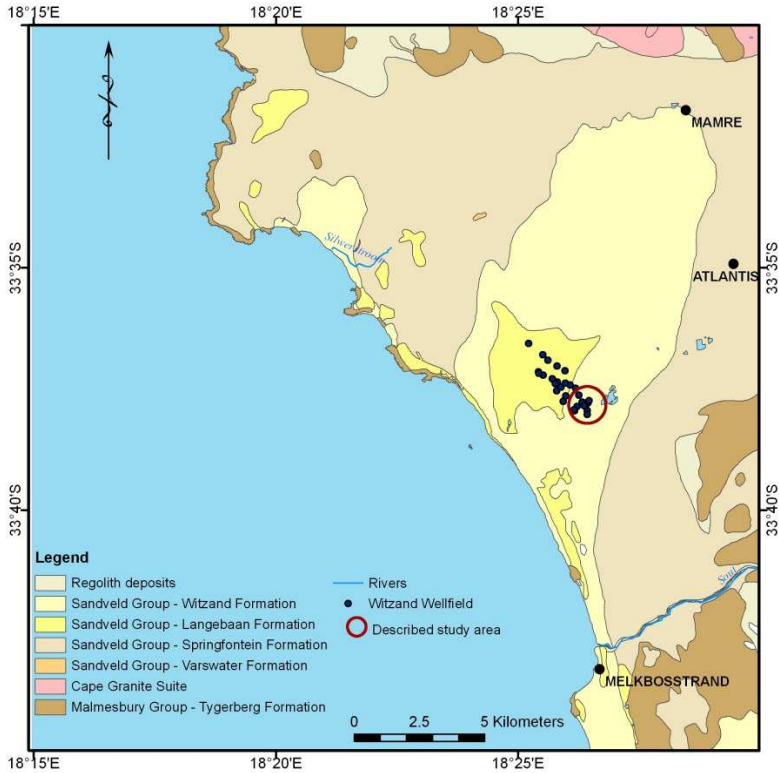 18°15'E 18°20'E 18°25'E
MAMRE
Silwerstroom
33°35'S 33°35'S
ATLANTIS
33°40'S 33°40'S
Legend
Regolith deposits
Sandveld Group - Witzand Formation
Sandveld Group - Langebaan Formation
Sandveld Group - Springfontein Formation
Sandveld Group - Varswater Formation
Cape Granite Suite
Malmesbury Group - Tygerberg Formation
Rivers
Witzand Wellfield
Described study area
Sout
MELKBOSSTRAND
0 2.5 5 Kilometers
18°15'E 18°20'E 18°25'E